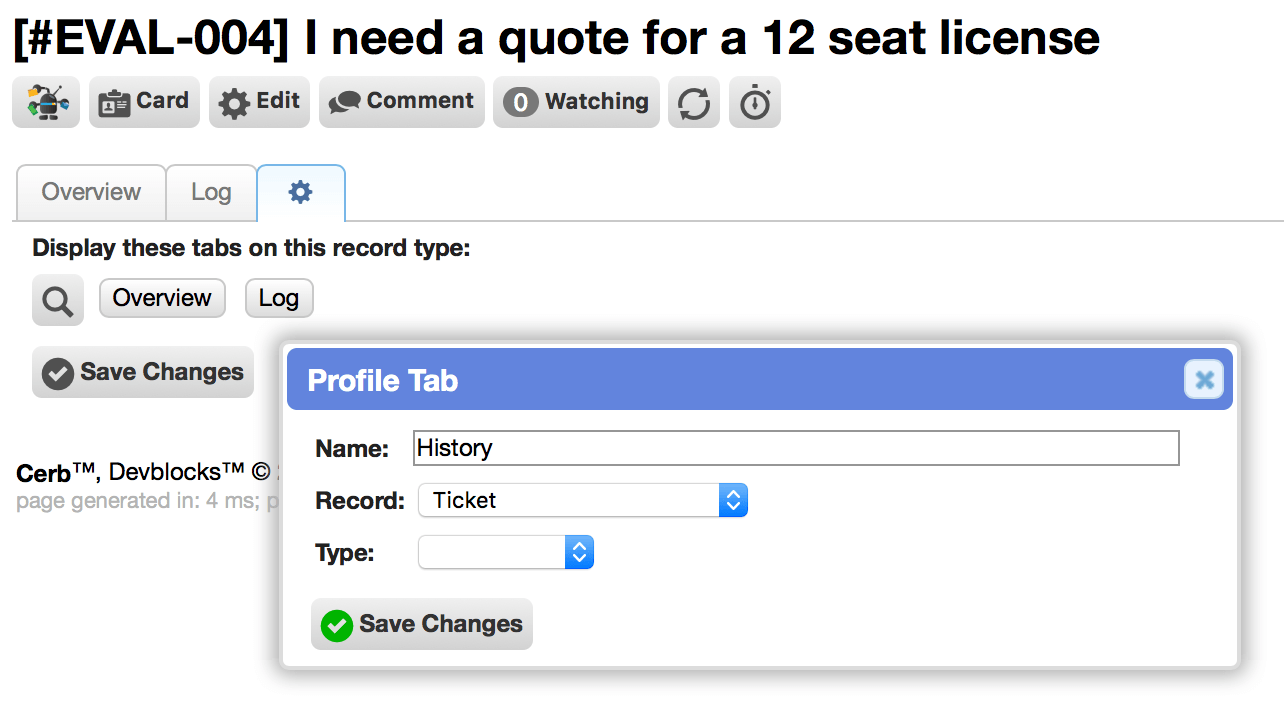 [#EVAL-004] I need a quote for a 12 seat license
Card Edit Comment 0 Watching
Overview Log
Display these tabs on this record type:
Overview Log
Save Changes
Profile Tab
Name: History
Record: Ticket
Type:
Save Changes
Cerb™, Devblocks™ ©
page generated in: 4 ms;